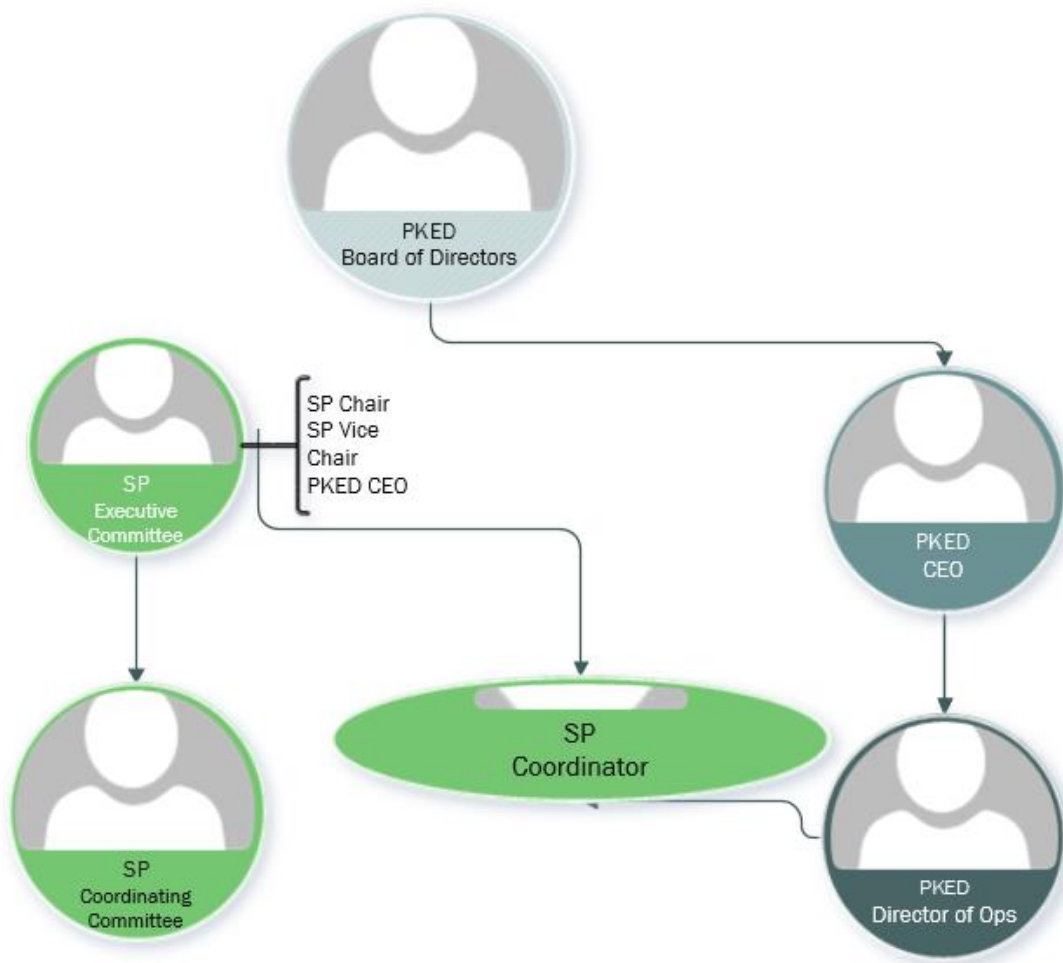 PKED
Board of Directors
SP
Executive
Committee
SP Chair
SP Vice
Chair
PKED CEO
PKED
CEO
SP
Coordinating
Committee
SP
Coordinator
PKED
Director of Ops